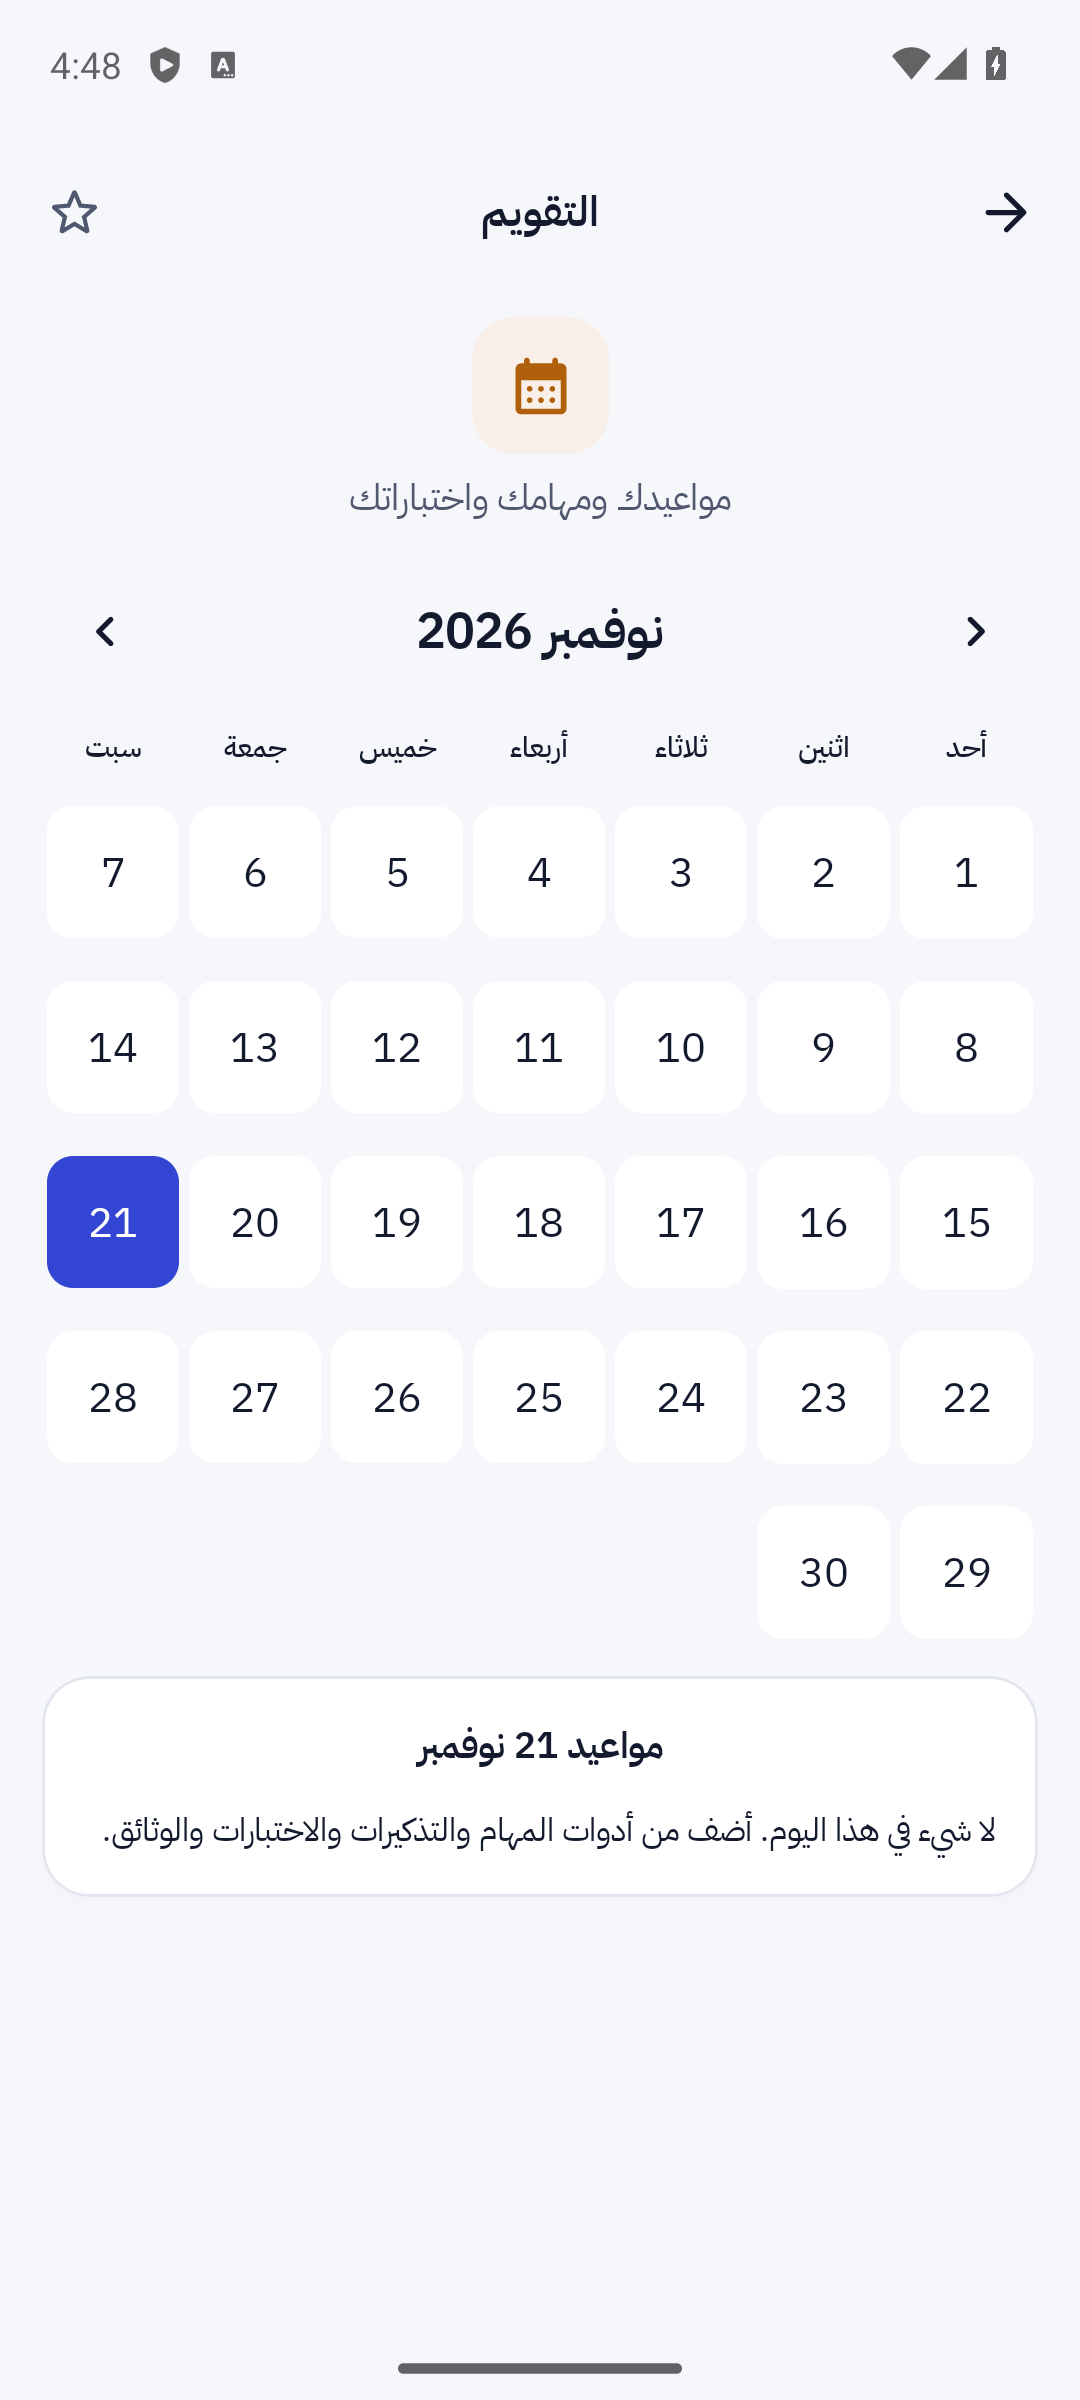 4:48
التقويم
مواعيدك ومهامك واختباراتك
نوفمبر 2026
أحد اثنين ثلاثاء أربعاء خميس جمعة سبت
1 2 3 4 5 6 7
8 9 10 11 12 13 14
15 16 17 18 19 20 21
22 23 24 25 26 27 28
29 30
مواعيد 21 نوفمبر
لا شيء في هذا اليوم. أضف من أدوات المهام والتذكيرات والاختبارات والوثائق.